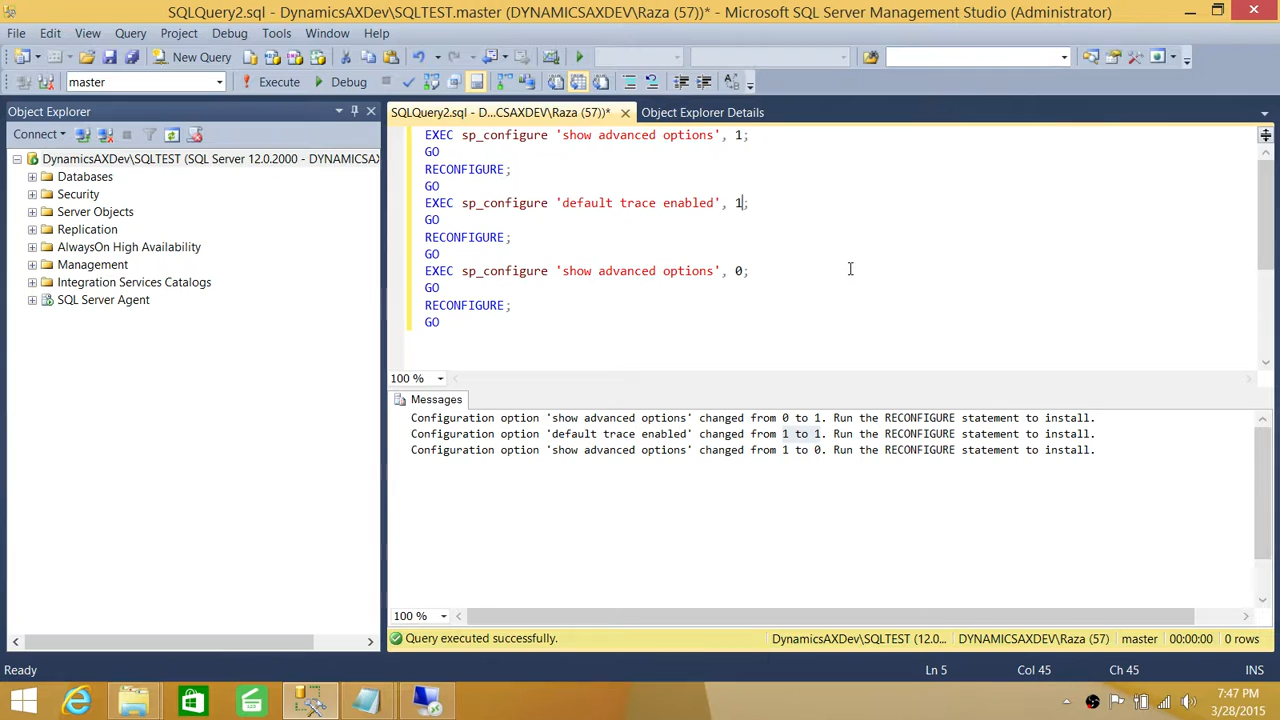 SQLQuery2.sql - DynamicsAXDev\SQLTEST.master (DYNAMICSAXDEV\Raza (57))* - Microsoft SQL Server Management Studio (Administrator)
File Edit View Query Project Debug Tools Window Help
New Query
master Execute Debug
Object Explorer
SQLQuery2.sql - D...CSAXDEV\Raza (57))* Object Explorer Details
Connect
DynamicsAXDev\SQLTEST (SQL Server 12.0.2000 - DYNAMICSA
Databases
Security
Server Objects
Replication
AlwaysOn High Availability
Management
Integration Services Catalogs
SQL Server Agent
EXEC sp_configure 'show advanced options', 1;
GO
RECONFIGURE;
GO
EXEC sp_configure 'default trace enabled', 1;
GO
RECONFIGURE;
GO
EXEC sp_configure 'show advanced options', 0;
GO
RECONFIGURE;
GO
100 %
Messages
Configuration option 'show advanced options' changed from 0 to 1. Run the RECONFIGURE statement to install.
Configuration option 'default trace enabled' changed from 1 to 1. Run the RECONFIGURE statement to install.
Configuration option 'show advanced options' changed from 1 to 0. Run the RECONFIGURE statement to install.
100 %
Query executed successfully. DynamicsAXDev\SQLTEST (12.0... DYNAMICSAXDEV\Raza (57) master 00:00:00 0 rows
Ready Ln 5 Col 45 Ch 45 INS
7:47 PM
3/28/2015